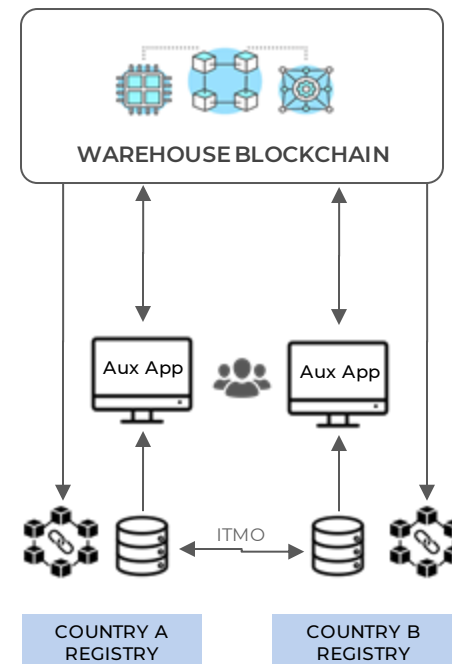 WAREHOUSE BLOCKCHAIN
Aux App
Aux App
ITMO
COUNTRY A
REGISTRY
COUNTRY B
REGISTRY